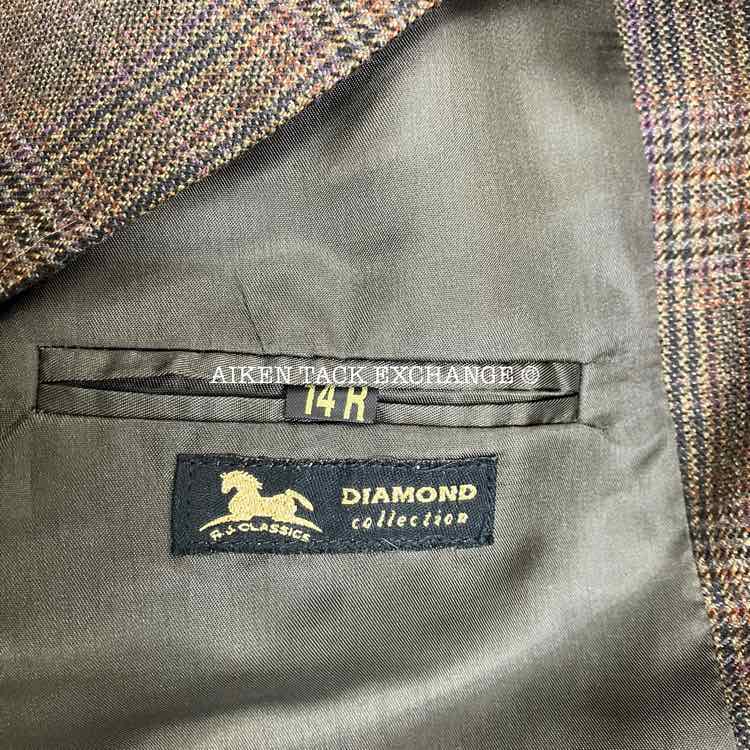 AIKEN TACK EXCHANGE ©
14R
DIAMOND
collection
R.J. CLASSICS